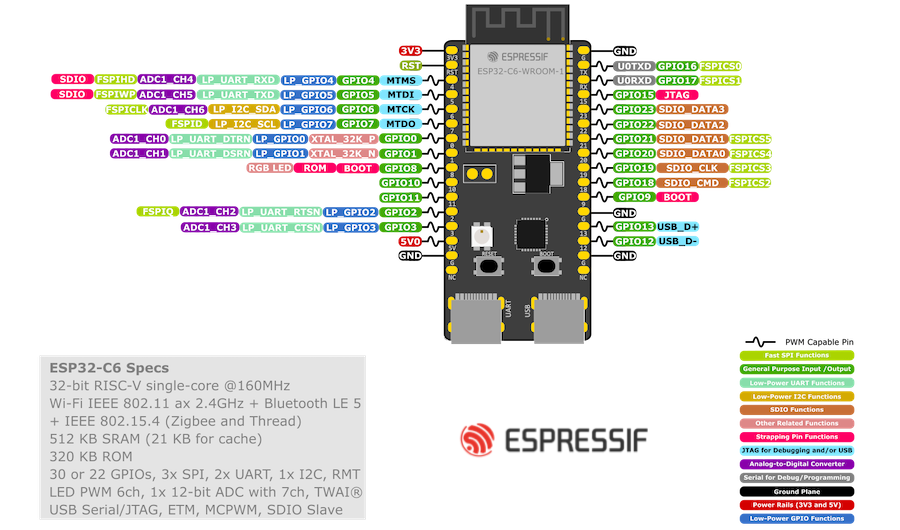 ESPRESSIF
ESP32-C6-WROOM-1
3V3
RST
SDIO FSPIHD ADC1_CH4 LP_UART_RXD LP_GPIO4 GPIO4 MTMS
SDIO FSPIWP ADC1_CH5 LP_UART_TXD LP_GPIO5 GPIO5 MTDI
FSPICLK ADC1_CH6 LP_I2C_SDA LP_GPIO6 GPIO6 MTCK
FSPID LP_I2C_SCL LP_GPIO7 GPIO7 MTDO
ADC1_CH0 LP_UART_DTRN LP_GPIO0 XTAL_32K_P GPIO0
ADC1_CH1 LP_UART_DSRN LP_GPIO1 XTAL_32K_N GPIO1
RGB LED ROM BOOT GPIO8
GPIO10
GPIO11
FSPIQ ADC1_CH2 LP_UART_RTSN LP_GPIO2 GPIO2
ADC1_CH3 LP_UART_CTSN LP_GPIO3 GPIO3
5V0
GND
3V3
RST
4
5
6
7
0
1
8
10
11
2
3
5V
G
NC
G
TX
RX
15
23
22
21
20
19
18
9
G
13
12
G
NC
RESET
BOOT
UART
USB
GND
U0TXD GPIO16 FSPICS0
U0RXD GPIO17 FSPICS1
GPIO15 JTAG
GPIO23 SDIO_DATA3
GPIO22 SDIO_DATA2
GPIO21 SDIO_DATA1 FSPICS5
GPIO20 SDIO_DATA0 FSPICS4
GPIO19 SDIO_CLK FSPICS3
GPIO18 SDIO_CMD FSPICS2
GPIO9 BOOT
GND
GPIO13 USB_D+
GPIO12 USB_D-
GND
ESP32-C6 Specs
32-bit RISC-V single-core @160MHz
Wi-Fi IEEE 802.11 ax 2.4GHz + Bluetooth LE 5
+ IEEE 802.15.4 (Zigbee and Thread)
512 KB SRAM (21 KB for cache)
320 KB ROM
30 or 22 GPIOs, 3x SPI, 2x UART, 1x I2C, RMT
LED PWM 6ch, 1x 12-bit ADC with 7ch, TWAI®
USB Serial/JTAG, ETM, MCPWM, SDIO Slave
ESPRESSIF
PWM Capable Pin
Fast SPI Functions
General Purpose Input /Output
Low-Power UART Functions
Low-Power I2C Functions
SDIO Functions
Other Related Functions
Strapping Pin Functions
JTAG for Debugging and/or USB
Analog-to-Digital Converter
Serial for Debug/Programming
Ground Plane
Power Rails (3V3 and 5V)
Low-Power GPIO Functions